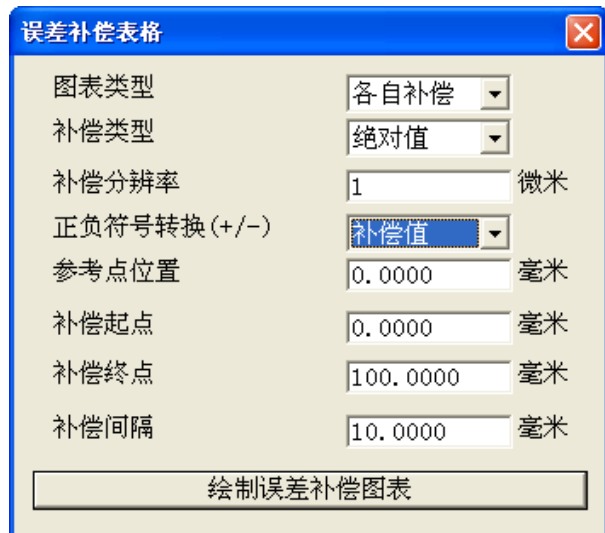 误差补偿表格
图表类型 各自补偿
补偿类型 绝对值
补偿分辨率 1 微米
正负符号转换(+/-) 补偿值
参考点位置 0.0000 毫米
补偿起点 0.0000 毫米
补偿终点 100.0000 毫米
补偿间隔 10.0000 毫米
绘制误差补偿图表